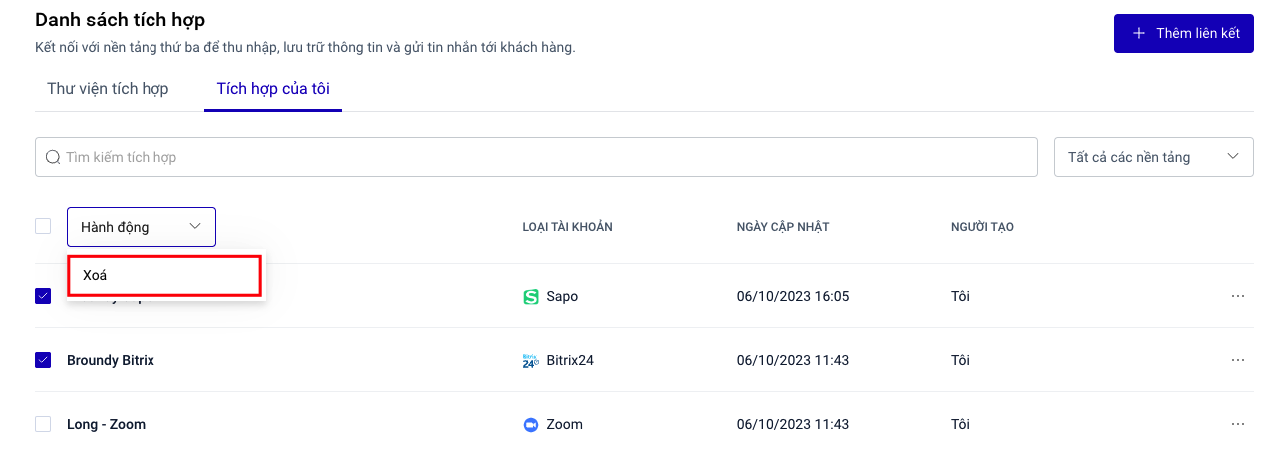 Danh sách tích hợp
Kết nối với nền tảng thứ ba để thu nhập, lưu trữ thông tin và gửi tin nhắn tới khách hàng.
Thêm liên kết
Thư viện tích hợp
Tích hợp của tôi
Tìm kiếm tích hợp
Tất cả các nền tảng
Hành động
LOẠI TÀI KHOẢN
NGÀY CẬP NHẬT
NGƯỜI TẠO
Xoá
Sapo
06/10/2023 16:05
Tôi
Broundy Bitrix
Bitrix24
06/10/2023 11:43
Tôi
Long - Zoom
Zoom
06/10/2023 11:43
Tôi